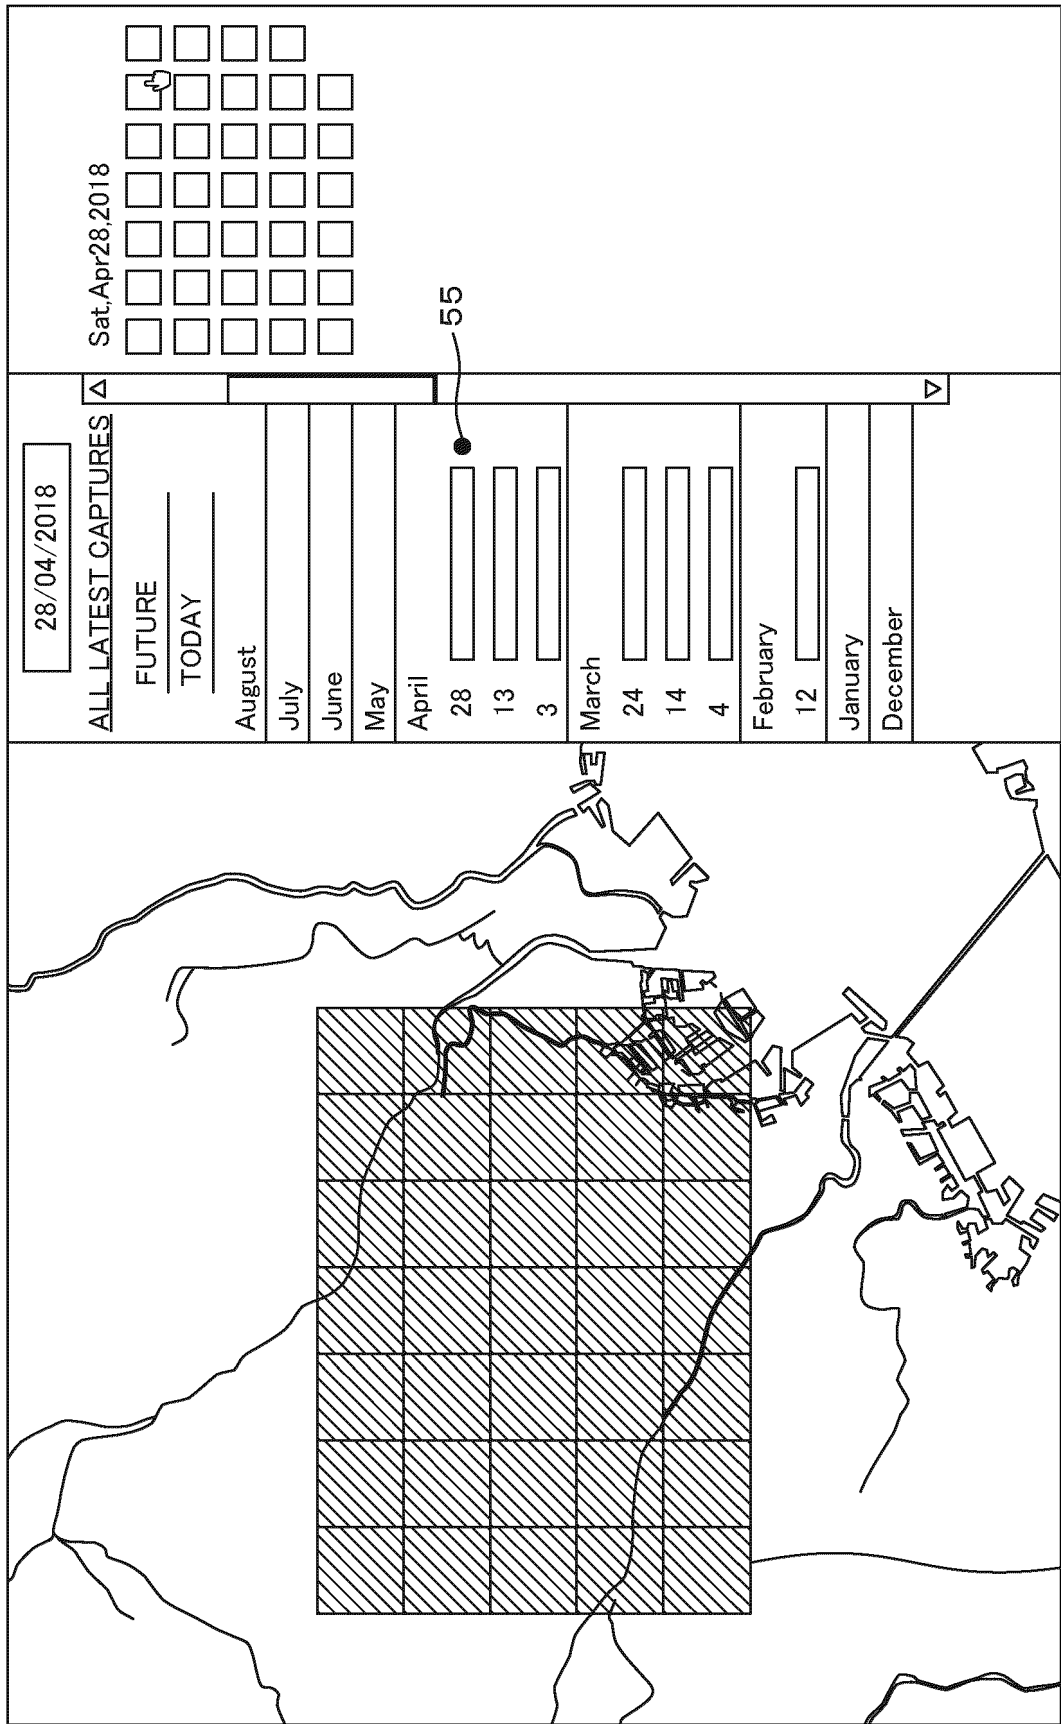 28/04/2018
ALL LATEST CAPTURES
FUTURE
TODAY
August
July
June
May
April
28
13
3
March
24
14
4
February
12
January
December
55
Sat,Apr28,2018